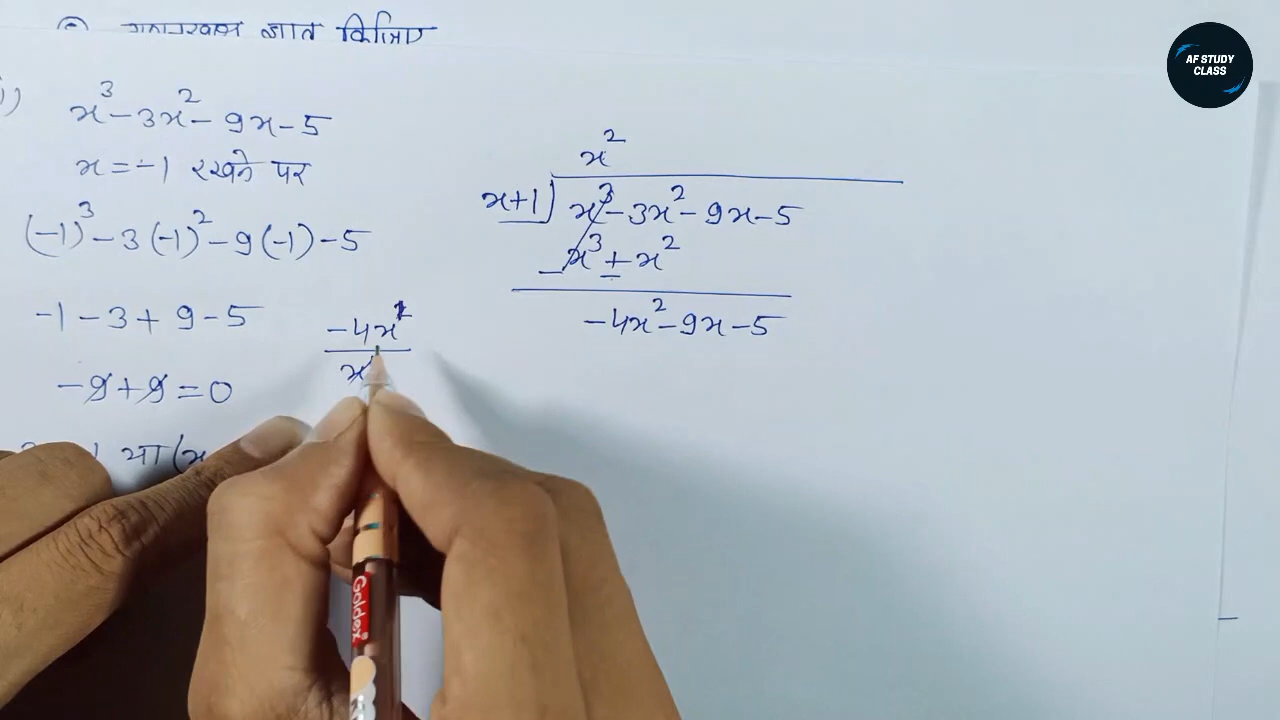 ज्ञात किजिए
x³ - 3x² - 9x - 5
x = -1 रखने पर
(-1)³ - 3(-1)² - 9(-1) - 5
-1 - 3 + 9 - 5
-9 + 9 = 0
या (x
-4x²
x
x²
x+1) x³ - 3x² - 9x - 5
x³ + x²
- -
-4x² - 9x - 5
AF STUDY
CLASS
Goldex